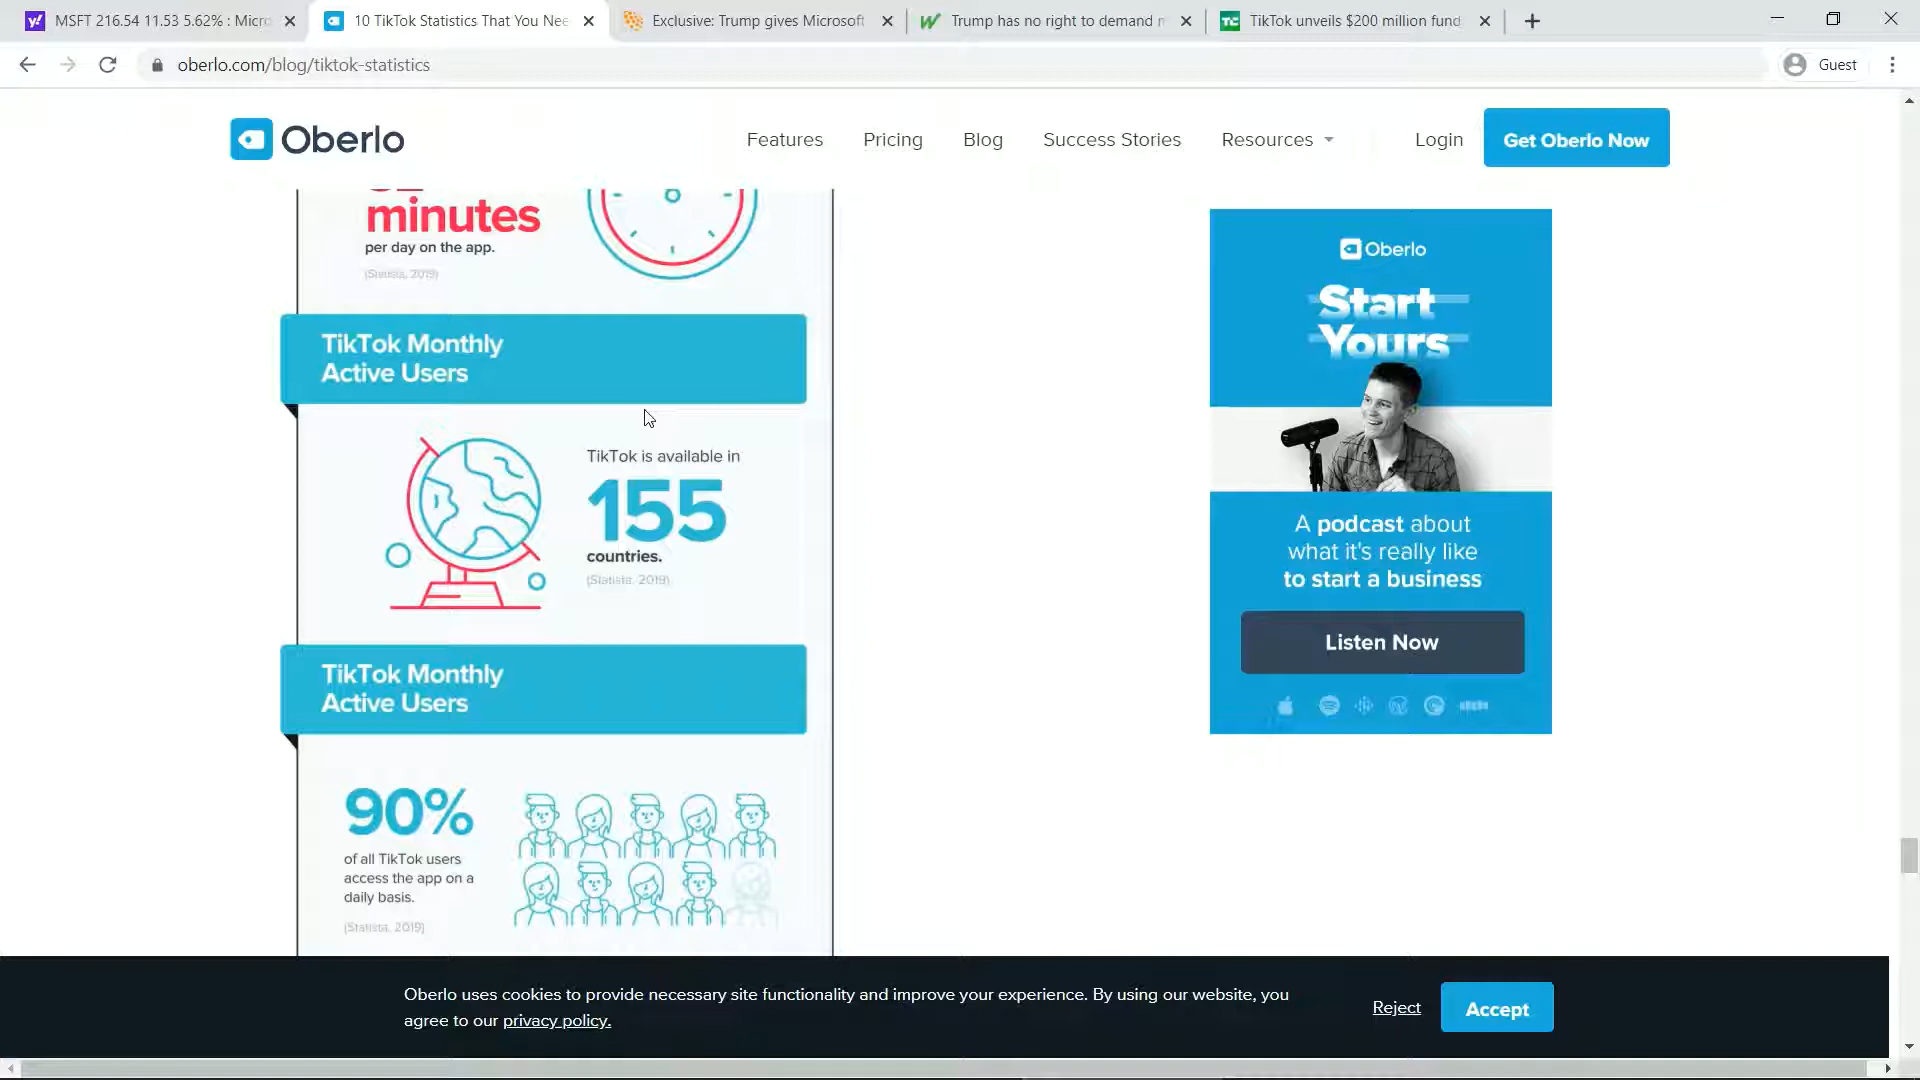 MSFT 216.54 11.53 5.62% : Micro
10 TikTok Statistics That You Nee
Exclusive: Trump gives Microsoft
Trump has no right to demand m
TikTok unveils $200 million fund
oberlo.com/blog/tiktok-statistics
Guest
Oberlo
Features
Pricing
Blog
Success Stories
Resources
Login
Get Oberlo Now
minutes
per day on the app.
(Statista, 2019)
TikTok Monthly
Active Users
TikTok is available in
155
countries.
(Statista, 2019)
TikTok Monthly
Active Users
90%
of all TikTok users
access the app on a
daily basis.
(Statista, 2019)
Oberlo
Start
Yours
A podcast about
what it's really like
to start a business
Listen Now
Oberlo uses cookies to provide necessary site functionality and improve your experience. By using our website, you
agree to our privacy policy.
Reject
Accept